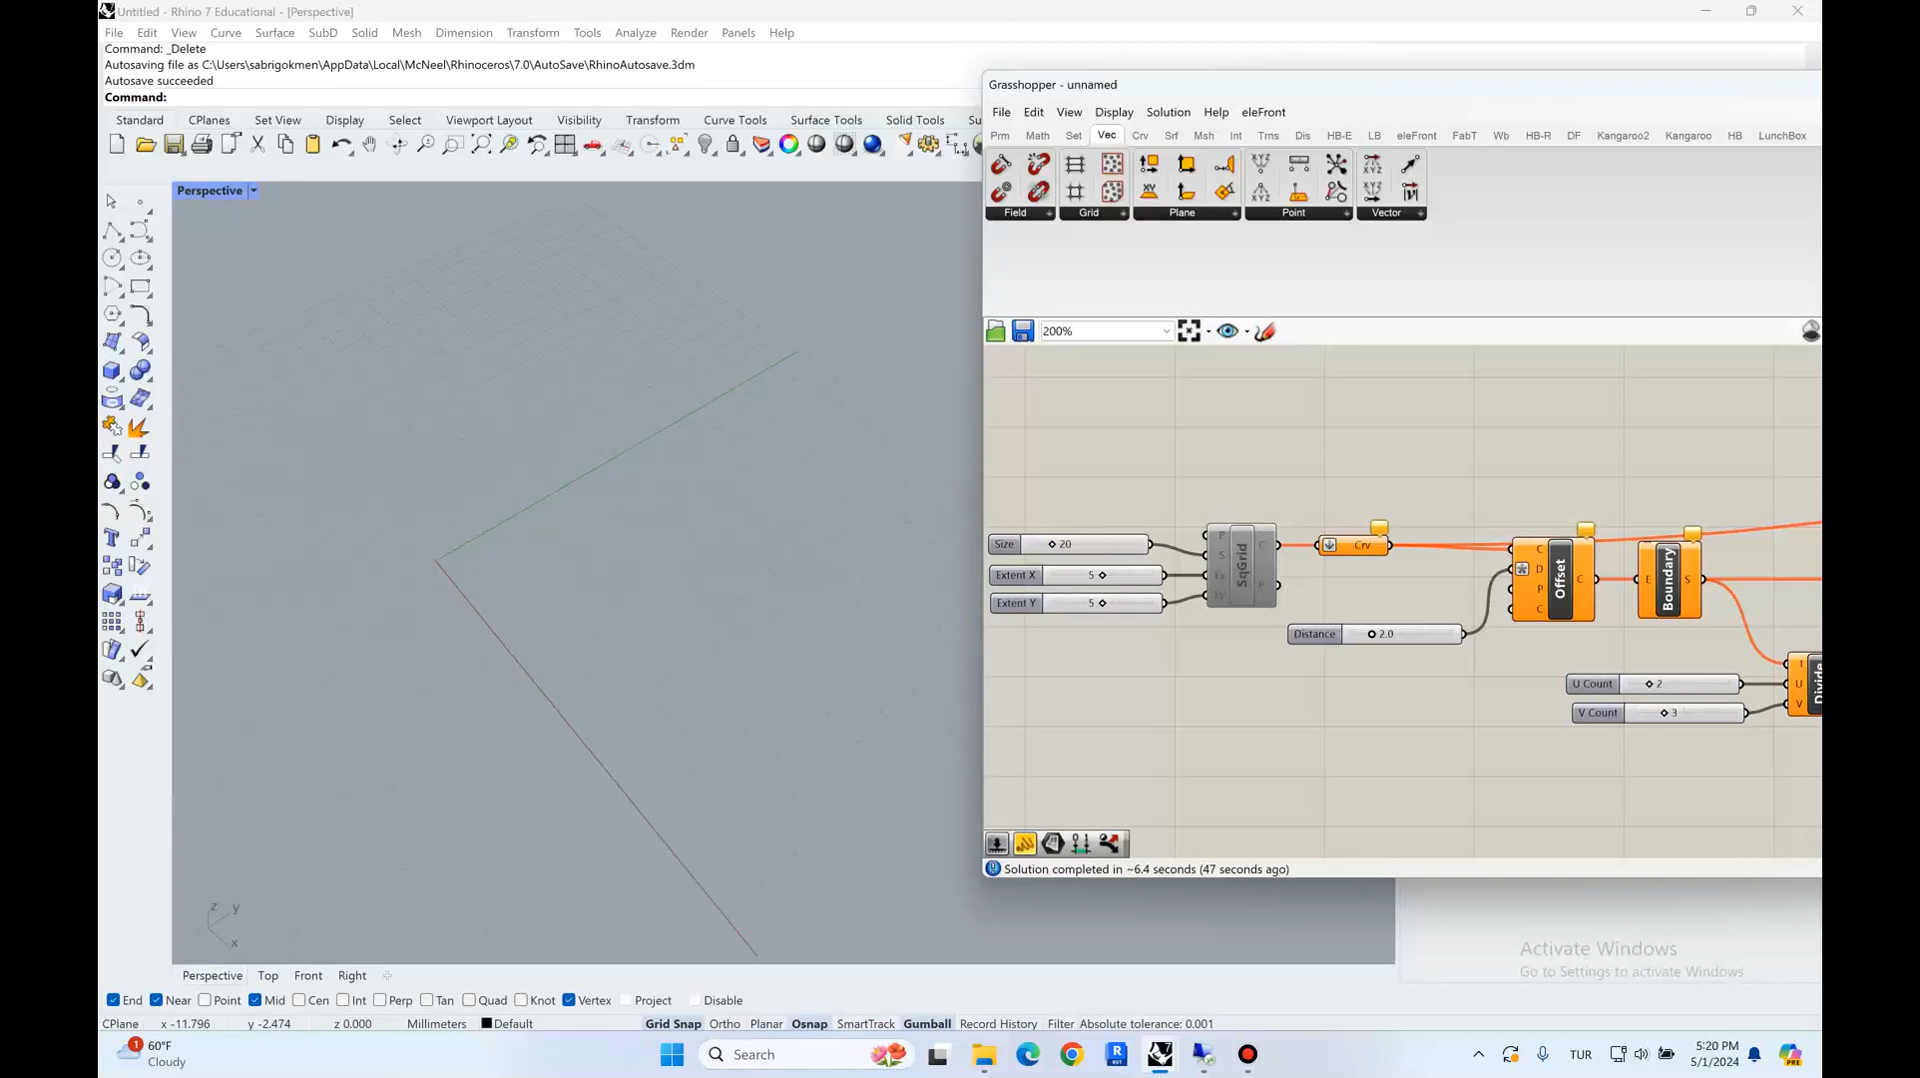 Untitled - Rhino 7 Educational - [Perspective]
File Edit View Curve Surface SubD Solid Mesh Dimension Transform Tools Analyze Render Panels Help
Command: _Delete
Autosaving file as C:\Users\sabrigokmen\AppData\Local\McNeel\Rhinoceros\7.0\AutoSave\RhinoAutosave.3dm
Autosave succeeded
Command:
Standard CPlanes Set View Display Select Viewport Layout Visibility Transform Curve Tools Surface Tools Solid Tools Su
Perspective
Grasshopper - unnamed
File Edit View Display Solution Help eleFront
Prm Math Set Vec Crv Srf Msh Int Trns Dis HB-E LB eleFront FabT Wb HB-R DF Kangaroo2 Kangaroo HB LunchBox
XY
Field Grid Plane Point Vector
200%
Size 20
Extent X 5
Extent Y 5
P S Ex Ey SqGrid C P
Crv
Distance 2.0
C D P C Offset C
E Boundary S
U Count 2
V Count 3
I U V Divide
Solution completed in ~6.4 seconds (47 seconds ago)
Activate Windows
Go to Settings to activate Windows.
z y x
Perspective Top Front Right
End Near Point Mid Cen Int Perp Tan Quad Knot Vertex Project Disable
CPlane x -11.796 y -2.474 z 0.000 Millimeters Default Grid Snap Ortho Planar Osnap SmartTrack Gumball Record History Filter Absolute tolerance: 0.001
1 60°F
Cloudy
Search
R RVT
TUR
5:20 PM
5/1/2024
PRE